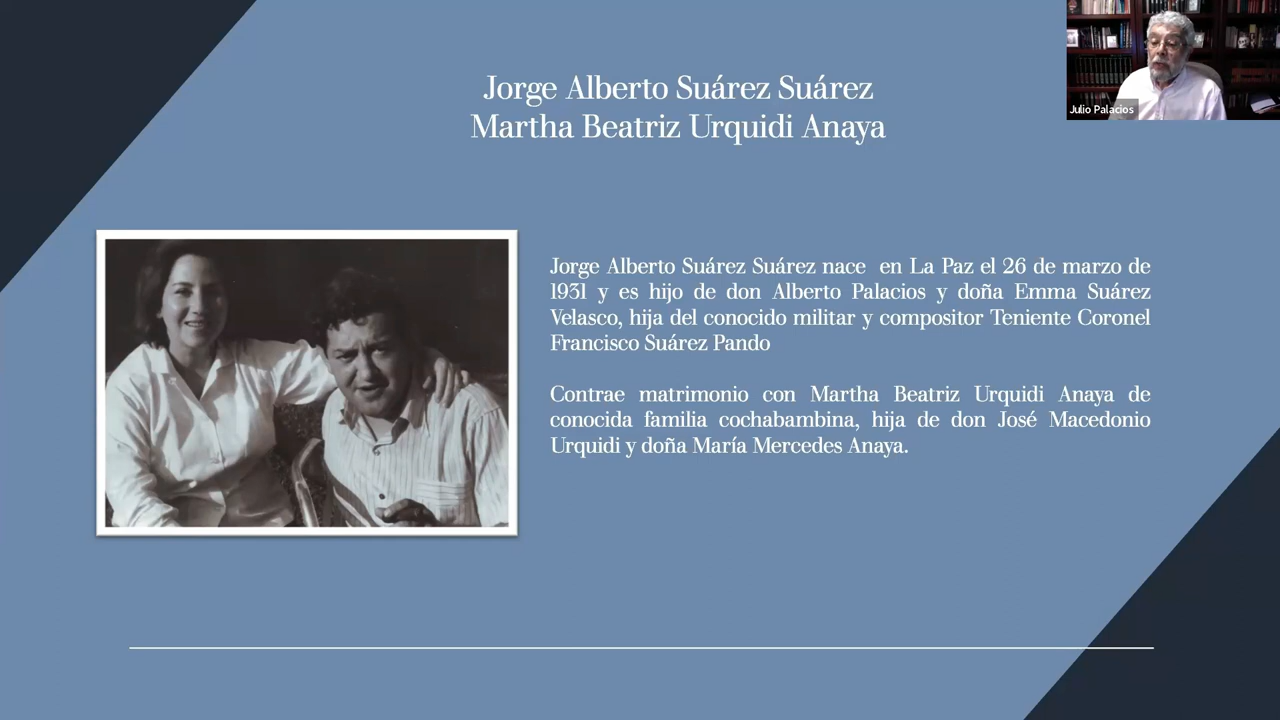 Jorge Alberto Suárez Suárez
Martha Beatriz Urquidi Anaya
Julio Palacios
Jorge Alberto Suárez Suárez nace en La Paz el 26 de marzo de
1931 y es hijo de don Alberto Palacios y doña Emma Suárez
Velasco, hija del conocido militar y compositor Teniente Coronel
Francisco Suárez Pando
Contrae matrimonio con Martha Beatriz Urquidi Anaya de
conocida familia cochabambina, hija de don José Macedonio
Urquidi y doña María Mercedes Anaya.